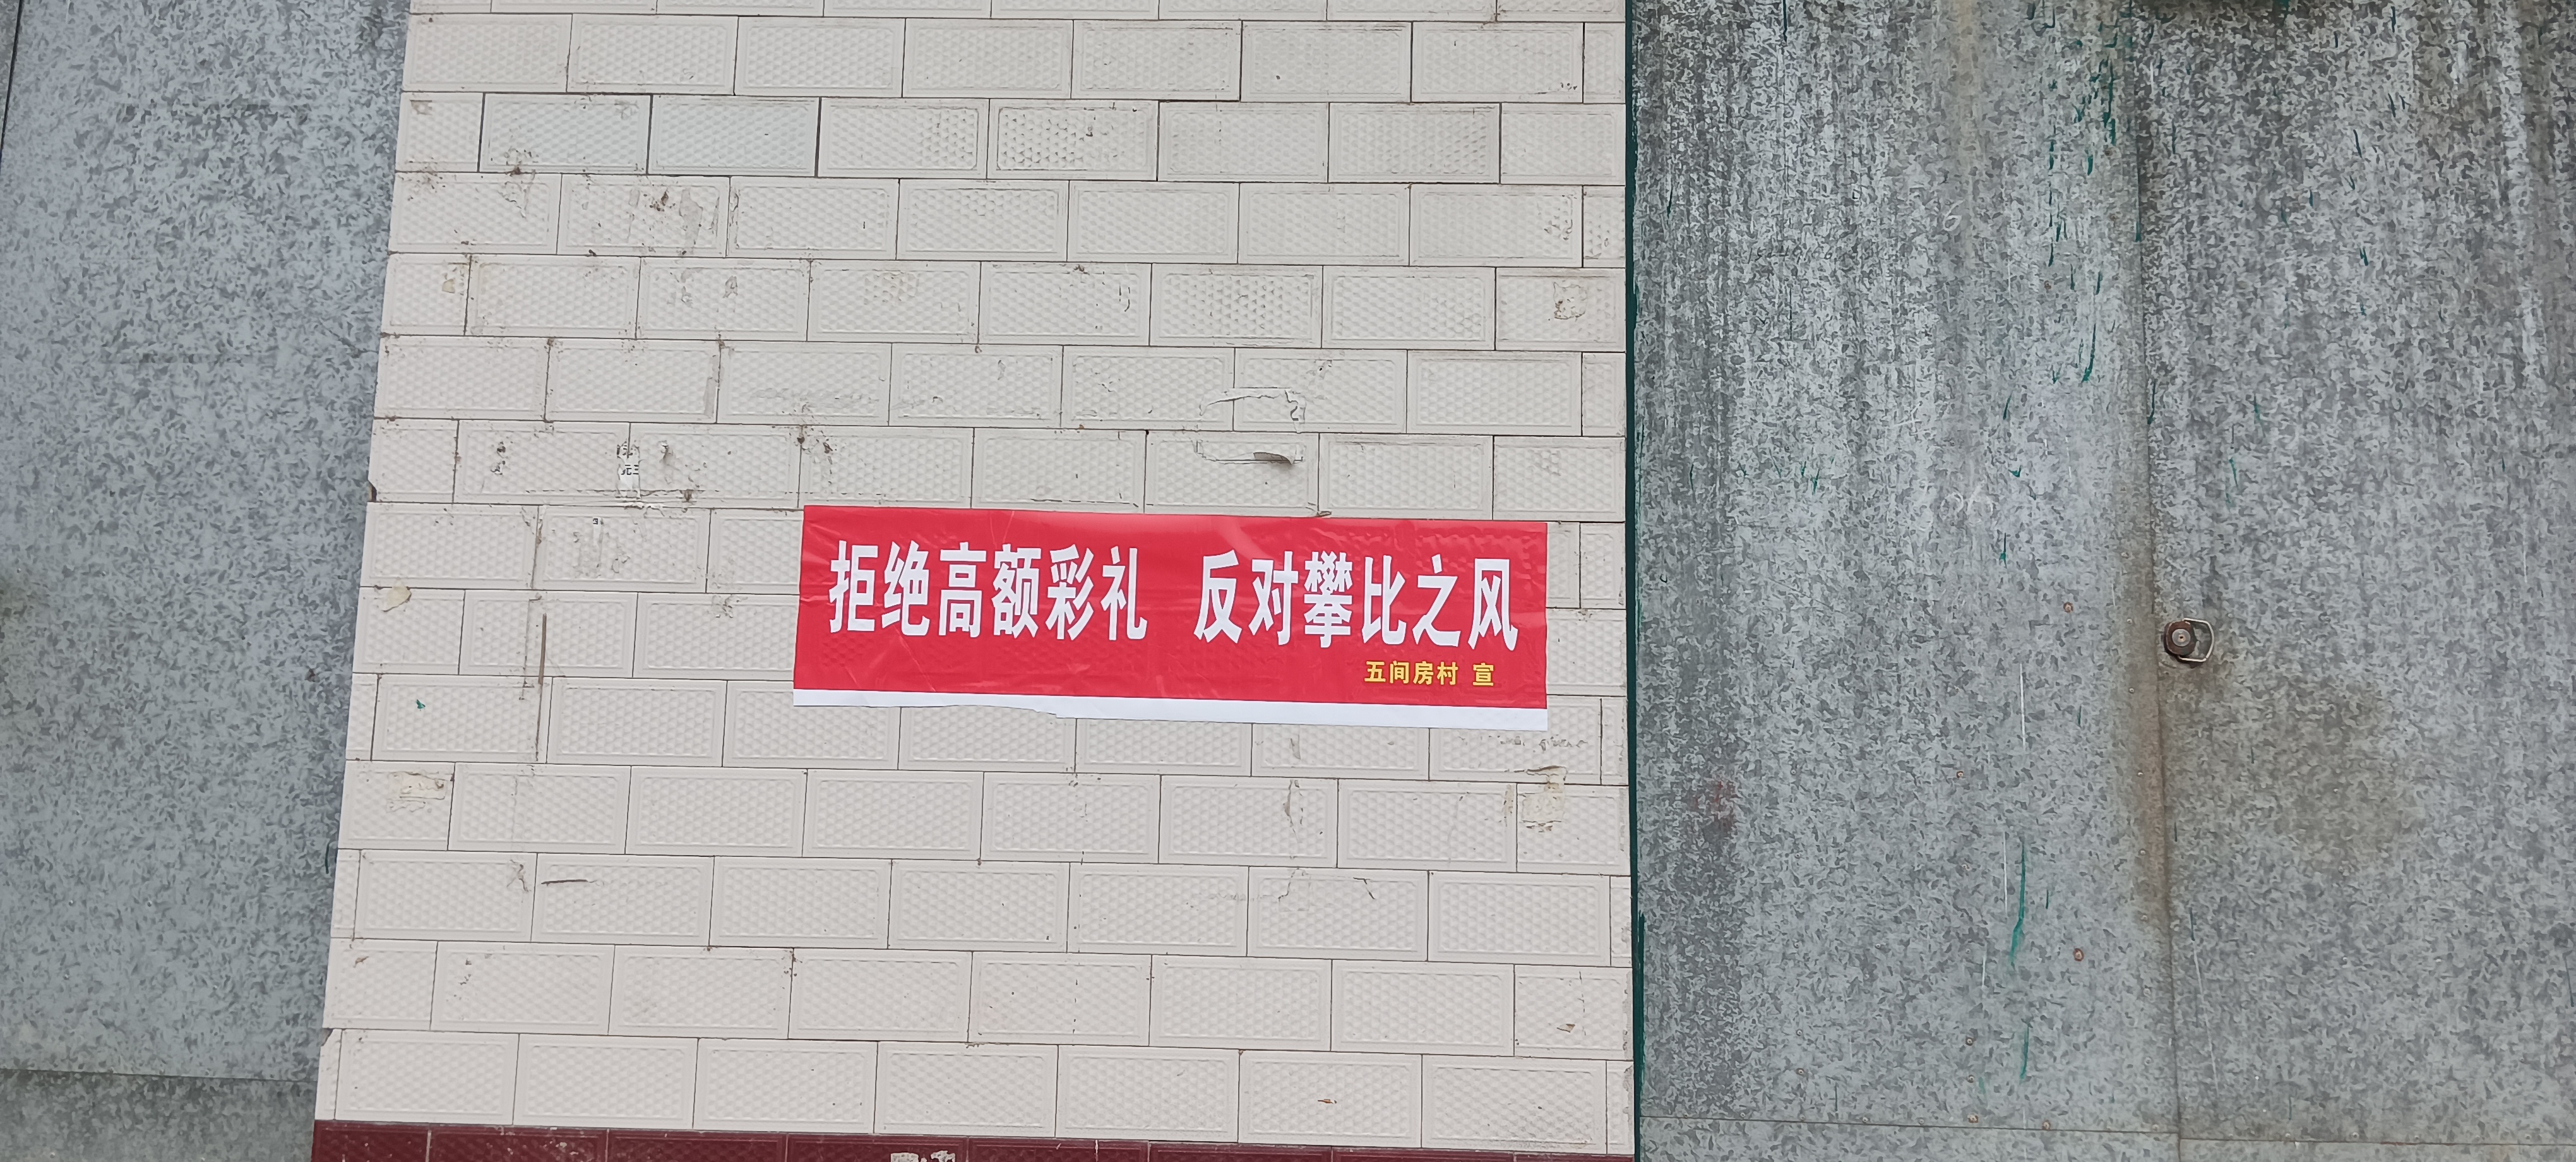 拒绝高额彩礼 反对攀比之风
五间房村 宣